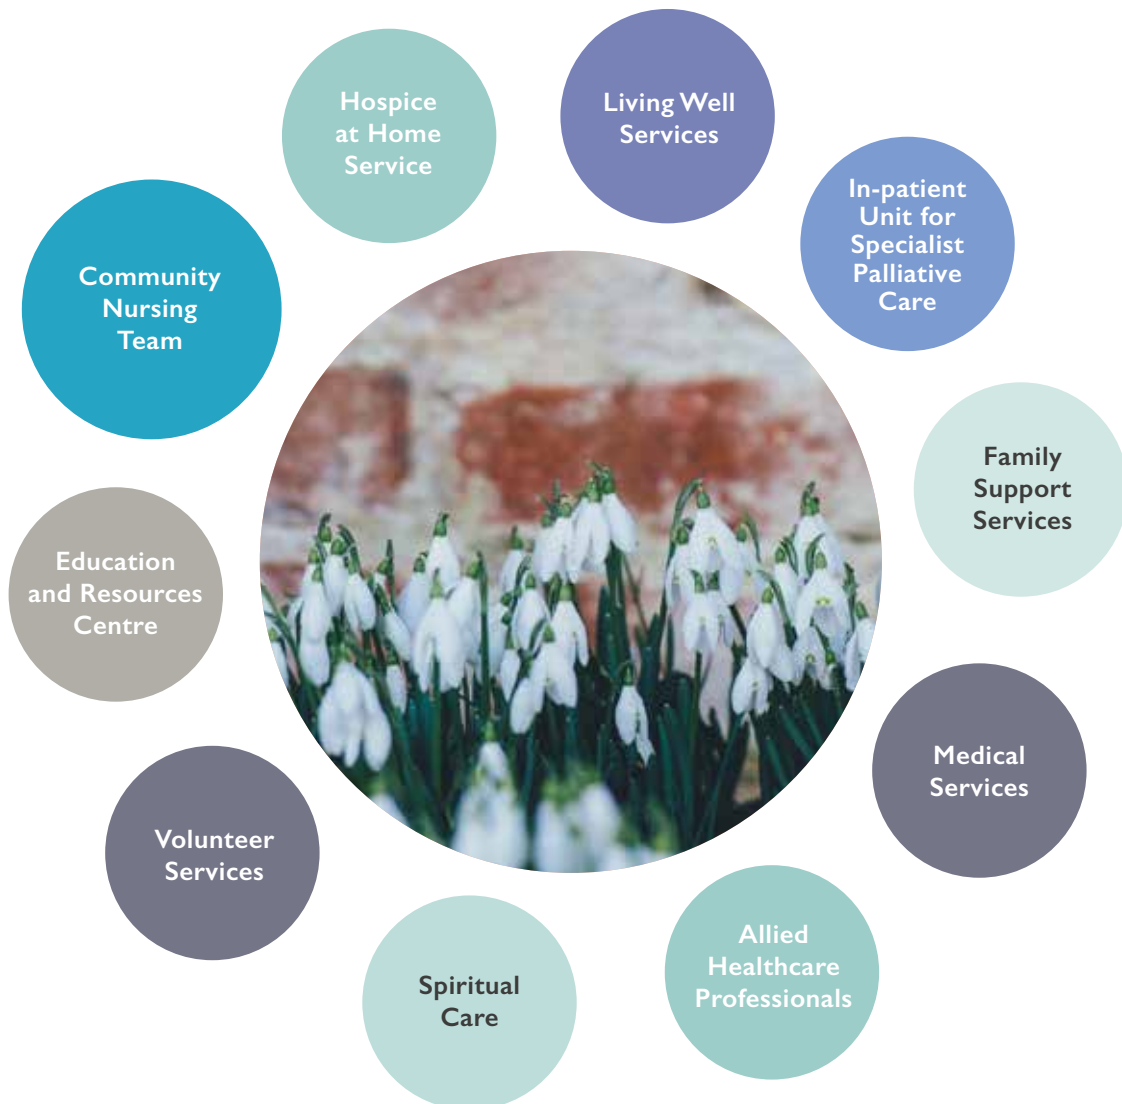 Hospice
at Home
Service
Living Well
Services
In-patient
Unit for
Specialist
Palliative
Care
Family
Support
Services
Medical
Services
Allied
Healthcare
Professionals
Spiritual
Care
Volunteer
Services
Education
and Resources
Centre
Community
Nursing
Team